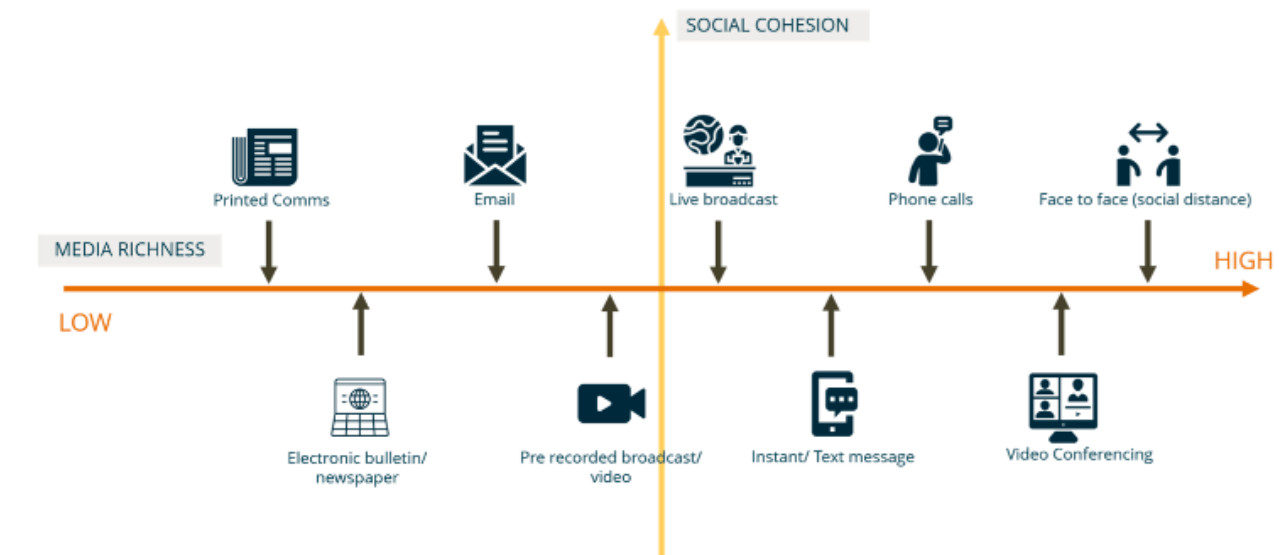 SOCIAL COHESION
Printed Comms
Email
Live broadcast
Phone calls
Face to face (social distance)
MEDIA RICHNESS
HIGH
LOW
Electronic bulletin/
newspaper
Pre recorded broadcast/
video
Instant/ Text message
Video Conferencing